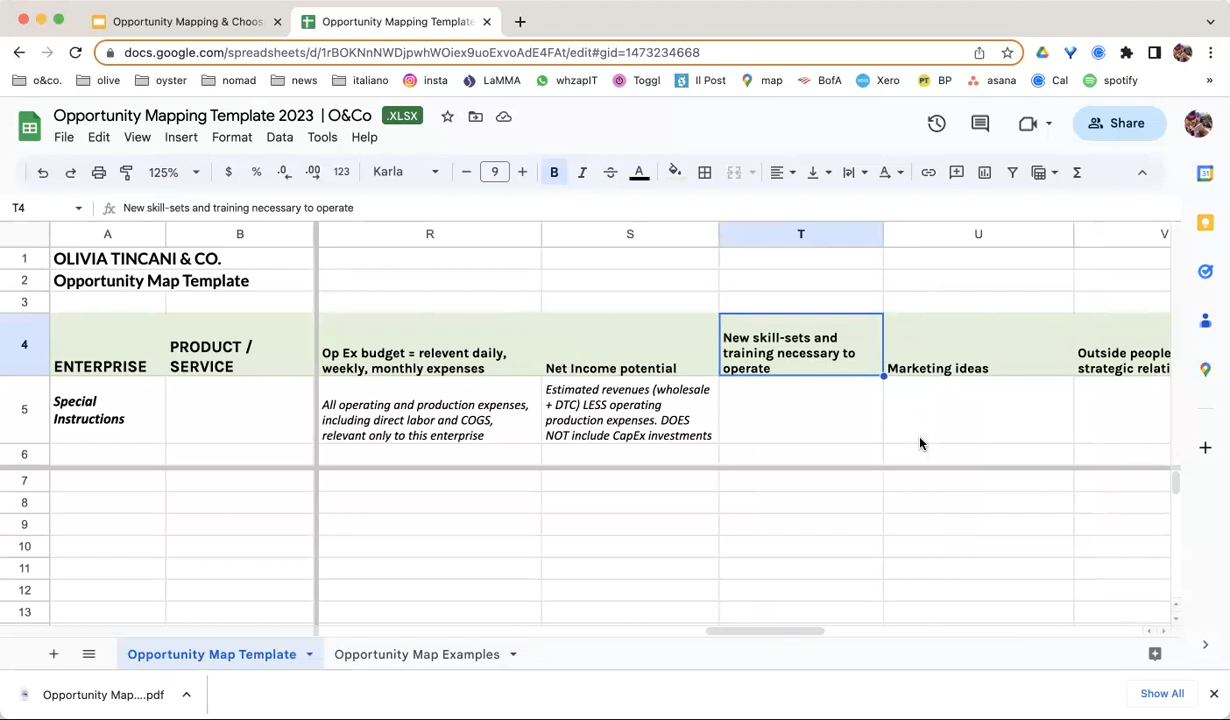 Opportunity Mapping & Choos
Opportunity Mapping Template
docs.google.com/spreadsheets/d/1rBOKNnNWDjpwhWOiex9uoExvoAdE4FAt/edit#gid=1473234668
o&co. olive oyster nomad news italiano insta LaMMA whzapIT Toggl Il Post map BofA Xero BP asana Cal spotify »
Opportunity Mapping Template 2023 | O&Co .XLSX
File Edit View Insert Format Data Tools Help
Share
125% $ % .0 .00 123 Karla 9 B I S A
T4 fx New skill-sets and training necessary to operate
A B R S T U V
1 OLIVIA TINCANI & CO.
2 Opportunity Map Template
3
4 ENTERPRISE
PRODUCT /
SERVICE
Op Ex budget = relevent daily,
weekly, monthly expenses
Net Income potential
New skill-sets and
training necessary to
operate
Marketing ideas
Outside people
strategic relati
5
Special
Instructions
All operating and production expenses,
including direct labor and COGS,
relevant only to this enterprise
Estimated revenues (wholesale
+ DTC) LESS operating
production expenses. DOES
NOT include CapEx investments
6
7
8
9
10
11
12
13
Opportunity Map Template
Opportunity Map Examples
Opportunity Map....pdf
Show All